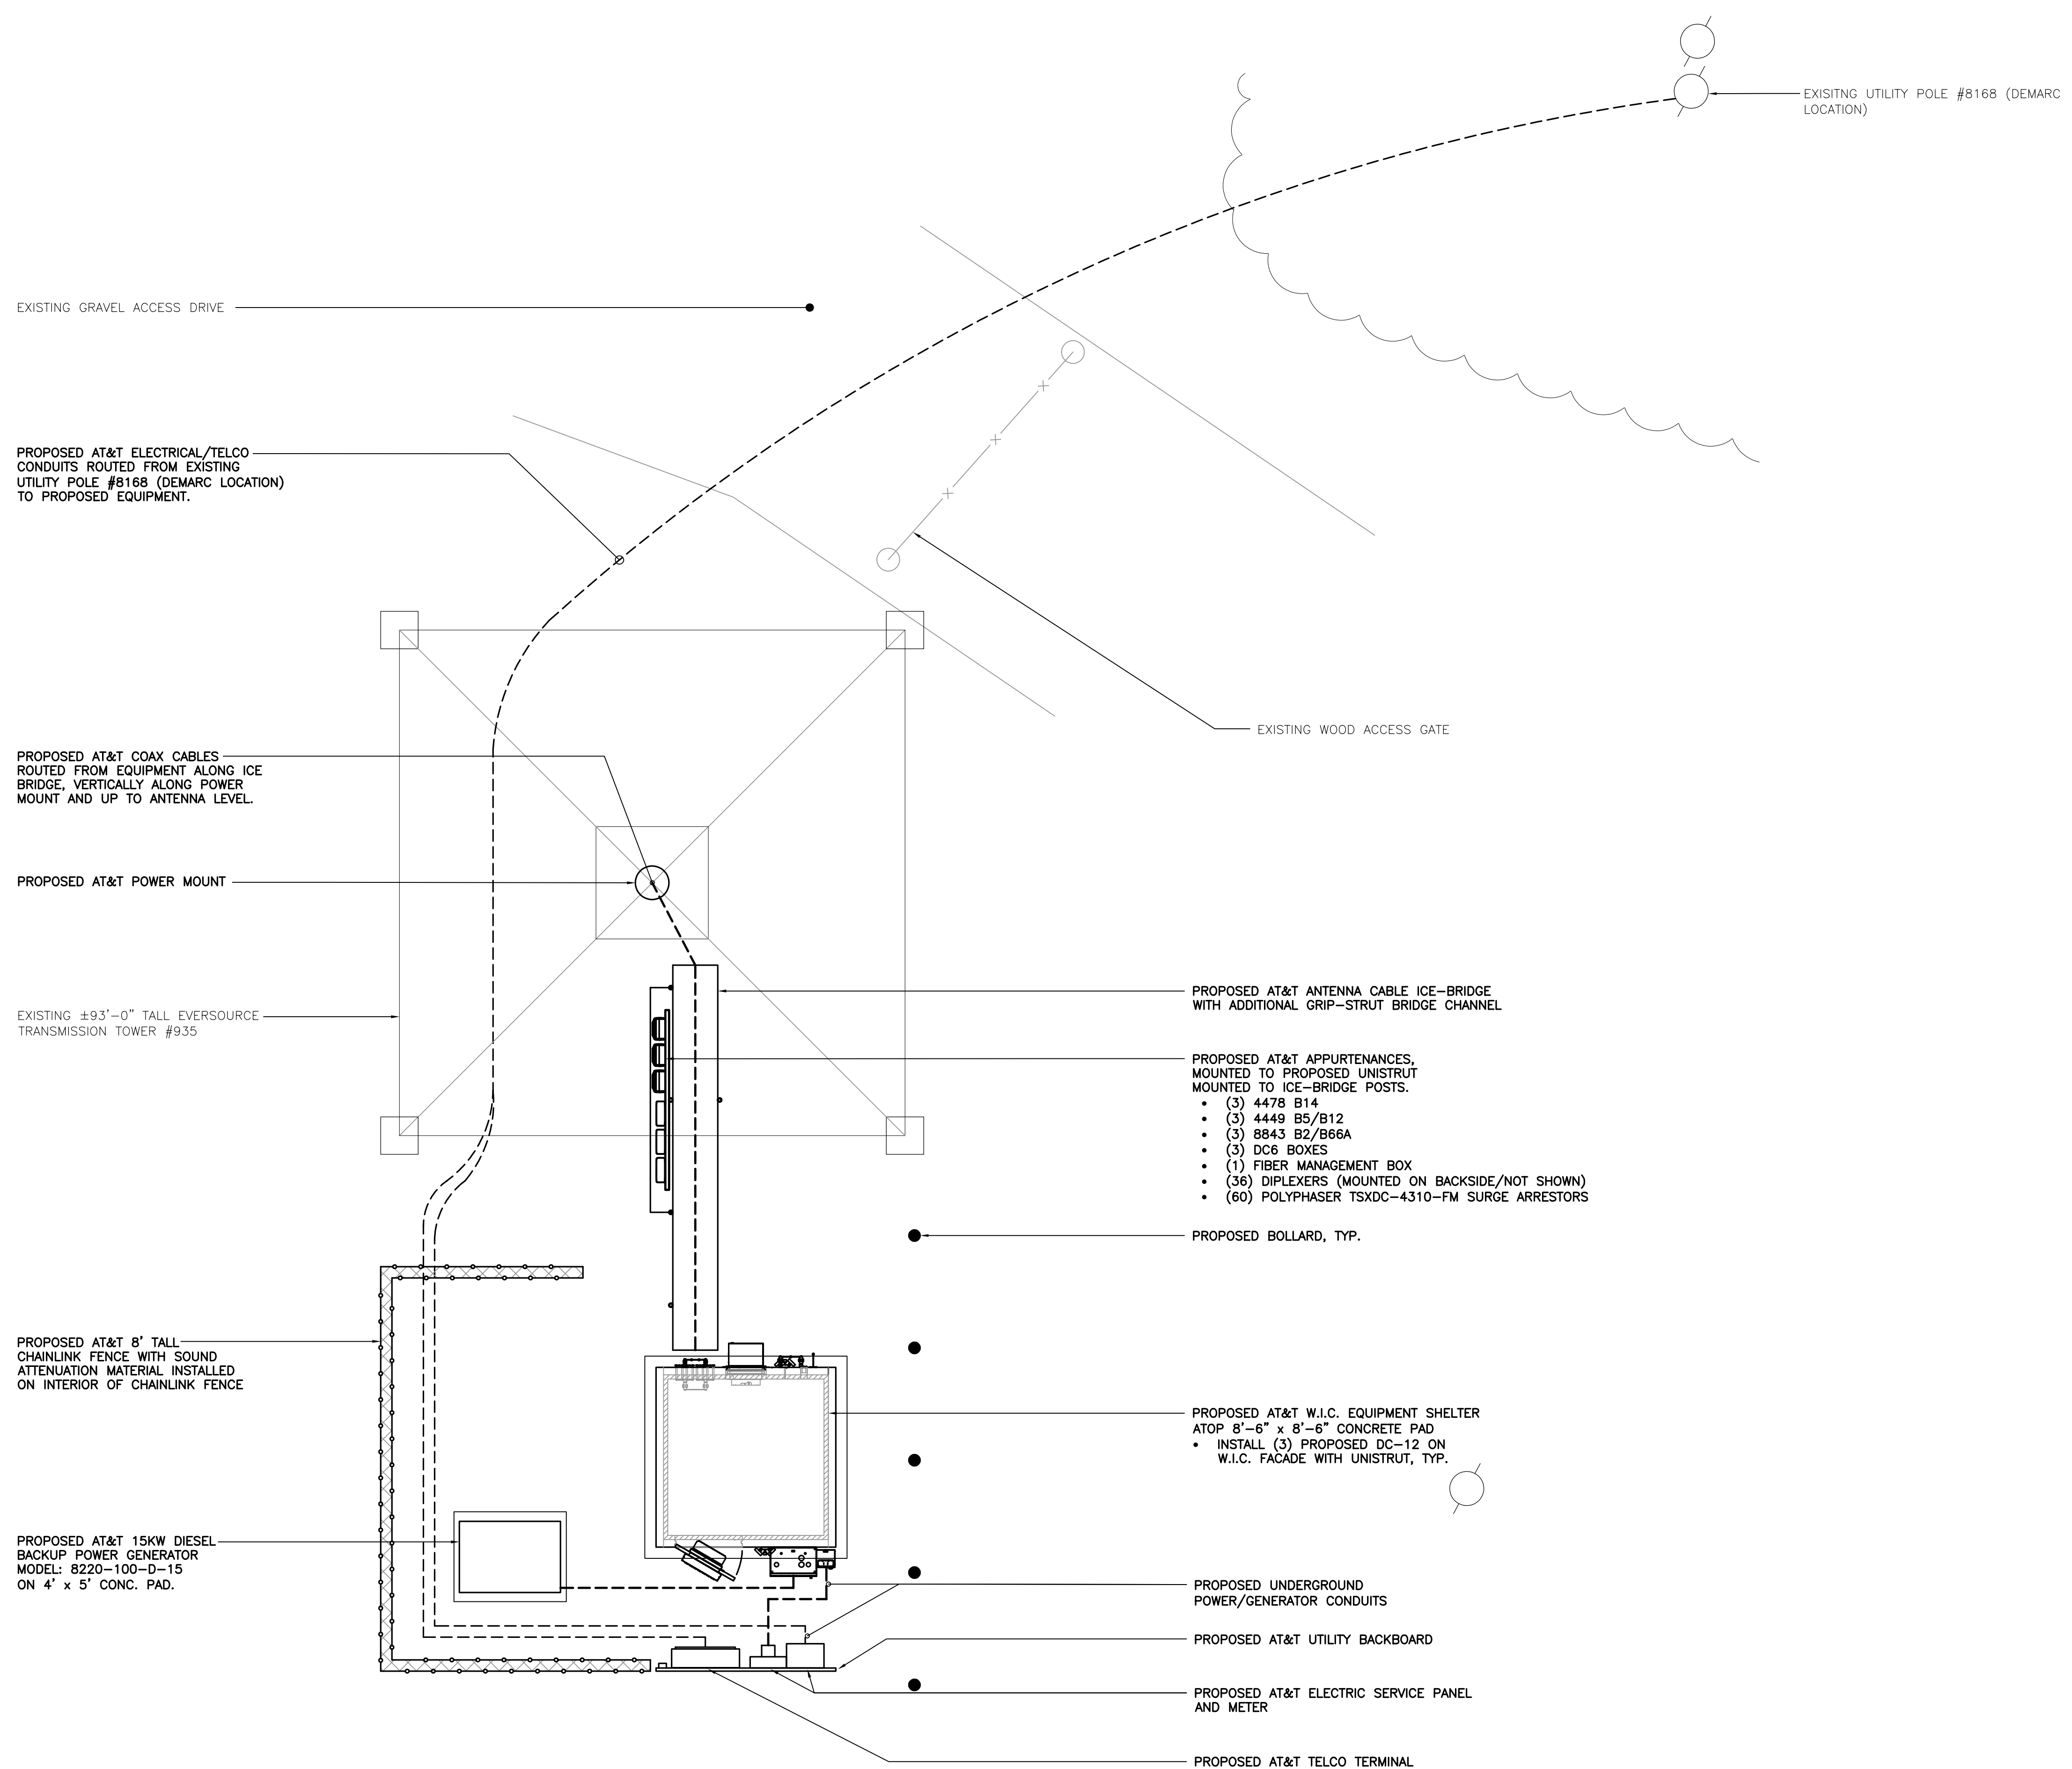 EXISITNG UTILITY POLE #8168 (DEMARC
LOCATION)
EXISTING GRAVEL ACCESS DRIVE
PROPOSED AT&T ELECTRICAL/TELCO
CONDUITS ROUTED FROM EXISTING
UTILITY POLE #8168 (DEMARC LOCATION)
TO PROPOSED EQUIPMENT.
EXISTING WOOD ACCESS GATE
PROPOSED AT&T COAX CABLES
ROUTED FROM EQUIPMENT ALONG ICE
BRIDGE, VERTICALLY ALONG POWER
MOUNT AND UP TO ANTENNA LEVEL.
PROPOSED AT&T POWER MOUNT
EXISTING ±93'-0" TALL EVERSOURCE
TRANSMISSION TOWER #935
PROPOSED AT&T ANTENNA CABLE ICE-BRIDGE
WITH ADDITIONAL GRIP-STRUT BRIDGE CHANNEL
PROPOSED AT&T APPURTENANCES,
MOUNTED TO PROPOSED UNISTRUT
MOUNTED TO ICE-BRIDGE POSTS.
• (3) 4478 B14
• (3) 4449 B5/B12
• (3) 8843 B2/B66A
• (3) DC6 BOXES
• (1) FIBER MANAGEMENT BOX
• (36) DIPLEXERS (MOUNTED ON BACKSIDE/NOT SHOWN)
• (60) POLYPHASER TSXDC-4310-FM SURGE ARRESTORS
PROPOSED BOLLARD, TYP.
PROPOSED AT&T 8' TALL
CHAINLINK FENCE WITH SOUND
ATTENUATION MATERIAL INSTALLED
ON INTERIOR OF CHAINLINK FENCE
PROPOSED AT&T W.I.C. EQUIPMENT SHELTER
ATOP 8'-6" x 8'-6" CONCRETE PAD
• INSTALL (3) PROPOSED DC-12 ON
W.I.C. FACADE WITH UNISTRUT, TYP.
PROPOSED AT&T 15KW DIESEL
BACKUP POWER GENERATOR
MODEL: 8220-100-D-15
ON 4' x 5' CONC. PAD.
PROPOSED UNDERGROUND
POWER/GENERATOR CONDUITS
PROPOSED AT&T UTILITY BACKBOARD
PROPOSED AT&T ELECTRIC SERVICE PANEL
AND METER
PROPOSED AT&T TELCO TERMINAL